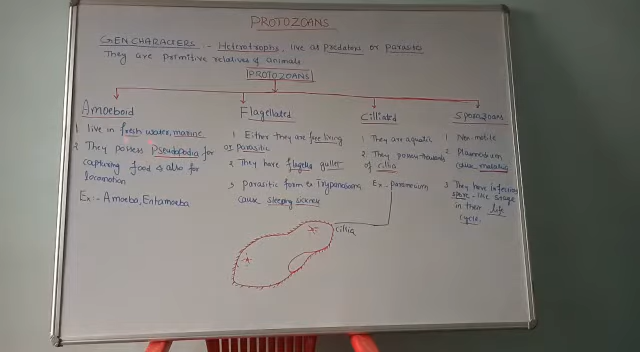 PROTOZOANS
GEN CHARACTERS :- Heterotrophs, live as predators or parasite
They are primitive relatives of animals
PROTOZOANS
Amoeboid
1 live in fresh water, marine
2 They possess Pseudopodia for
capturing food & also for
locomotion
Ex:- Amoeba, Entamoeba
Flagellated
1 Either they are free living
or parasitic
2 They have flagella
3 parasitic form Ex Trypanosoma
cause sleeping sickness
Cilliated
1 They are aquatic
2 They possess thousands
of cilia
Ex - paramoecium
cilia
Sporozoans
1 Non-motile
2 Plasmodium
cause malaria
3 They have infectious
spore-like stage
in their life
cycle